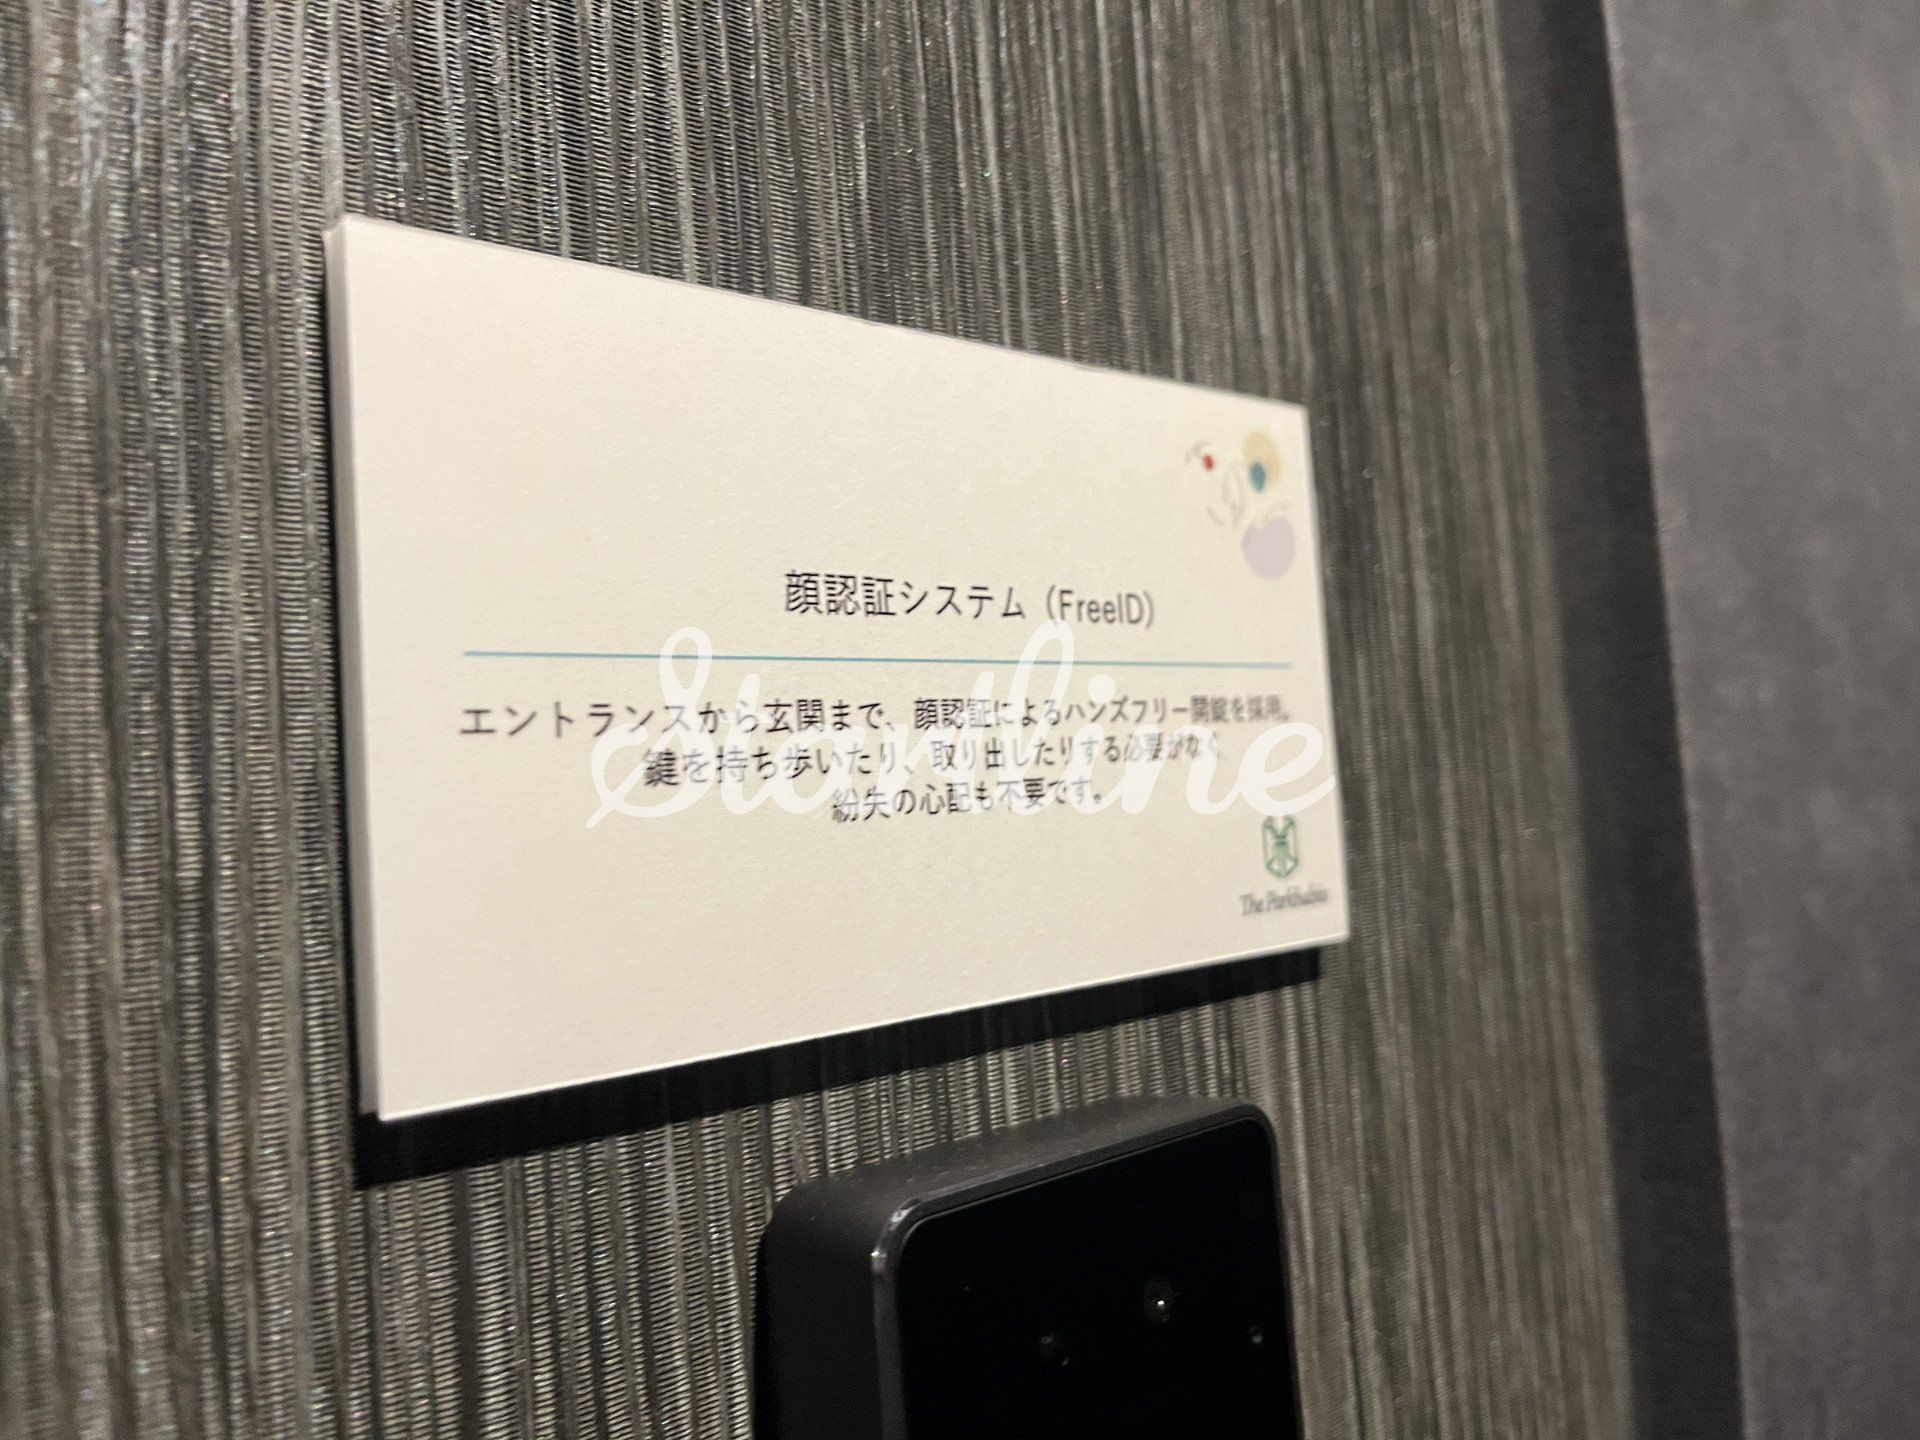 顔認証システム（FreeID）
エントランスから玄関まで、顔認証によるハンズフリー開錠を採用。
鍵を持ち歩いたり、取り出したりする必要がなく、
紛失の心配も不要です。
Starline
The Parkhabio